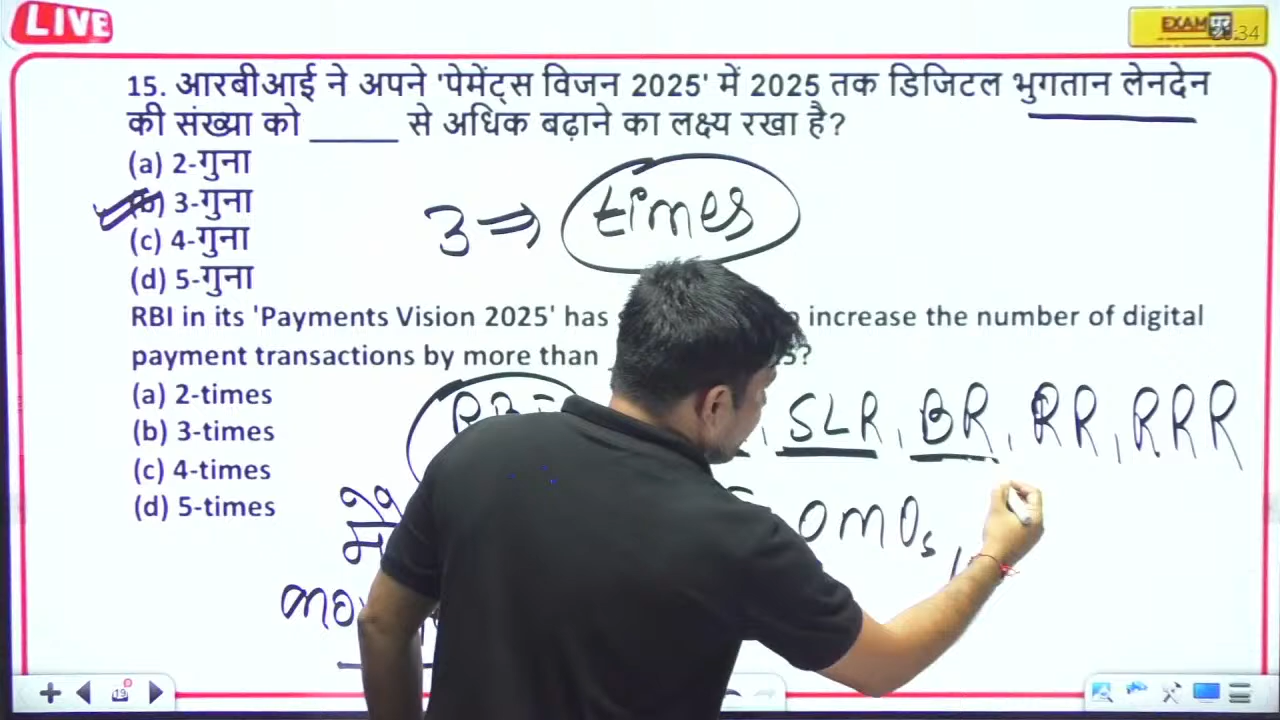 LIVE
EXAM पुर
:34
15. आरबीआई ने अपने 'पेमेंट्स विजन 2025' में 2025 तक डिजिटल भुगतान लेनदेन
की संख्या को ______ से अधिक बढ़ाने का लक्ष्य रखा है?
(a) 2-गुना
(b) 3-गुना
(c) 4-गुना
(d) 5-गुना
3 ⇒ times
RBI in its 'Payments Vision 2025' has increase the number of digital
payment transactions by more than
(a) 2-times
(b) 3-times
(c) 4-times
(d) 5-times
SLR, BR, RR, RRR
OMOs,
19